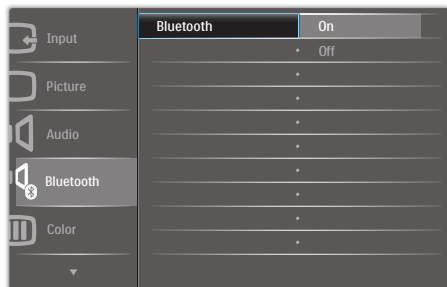 Input
Picture
Audio
Bluetooth
Color
Bluetooth On
Off